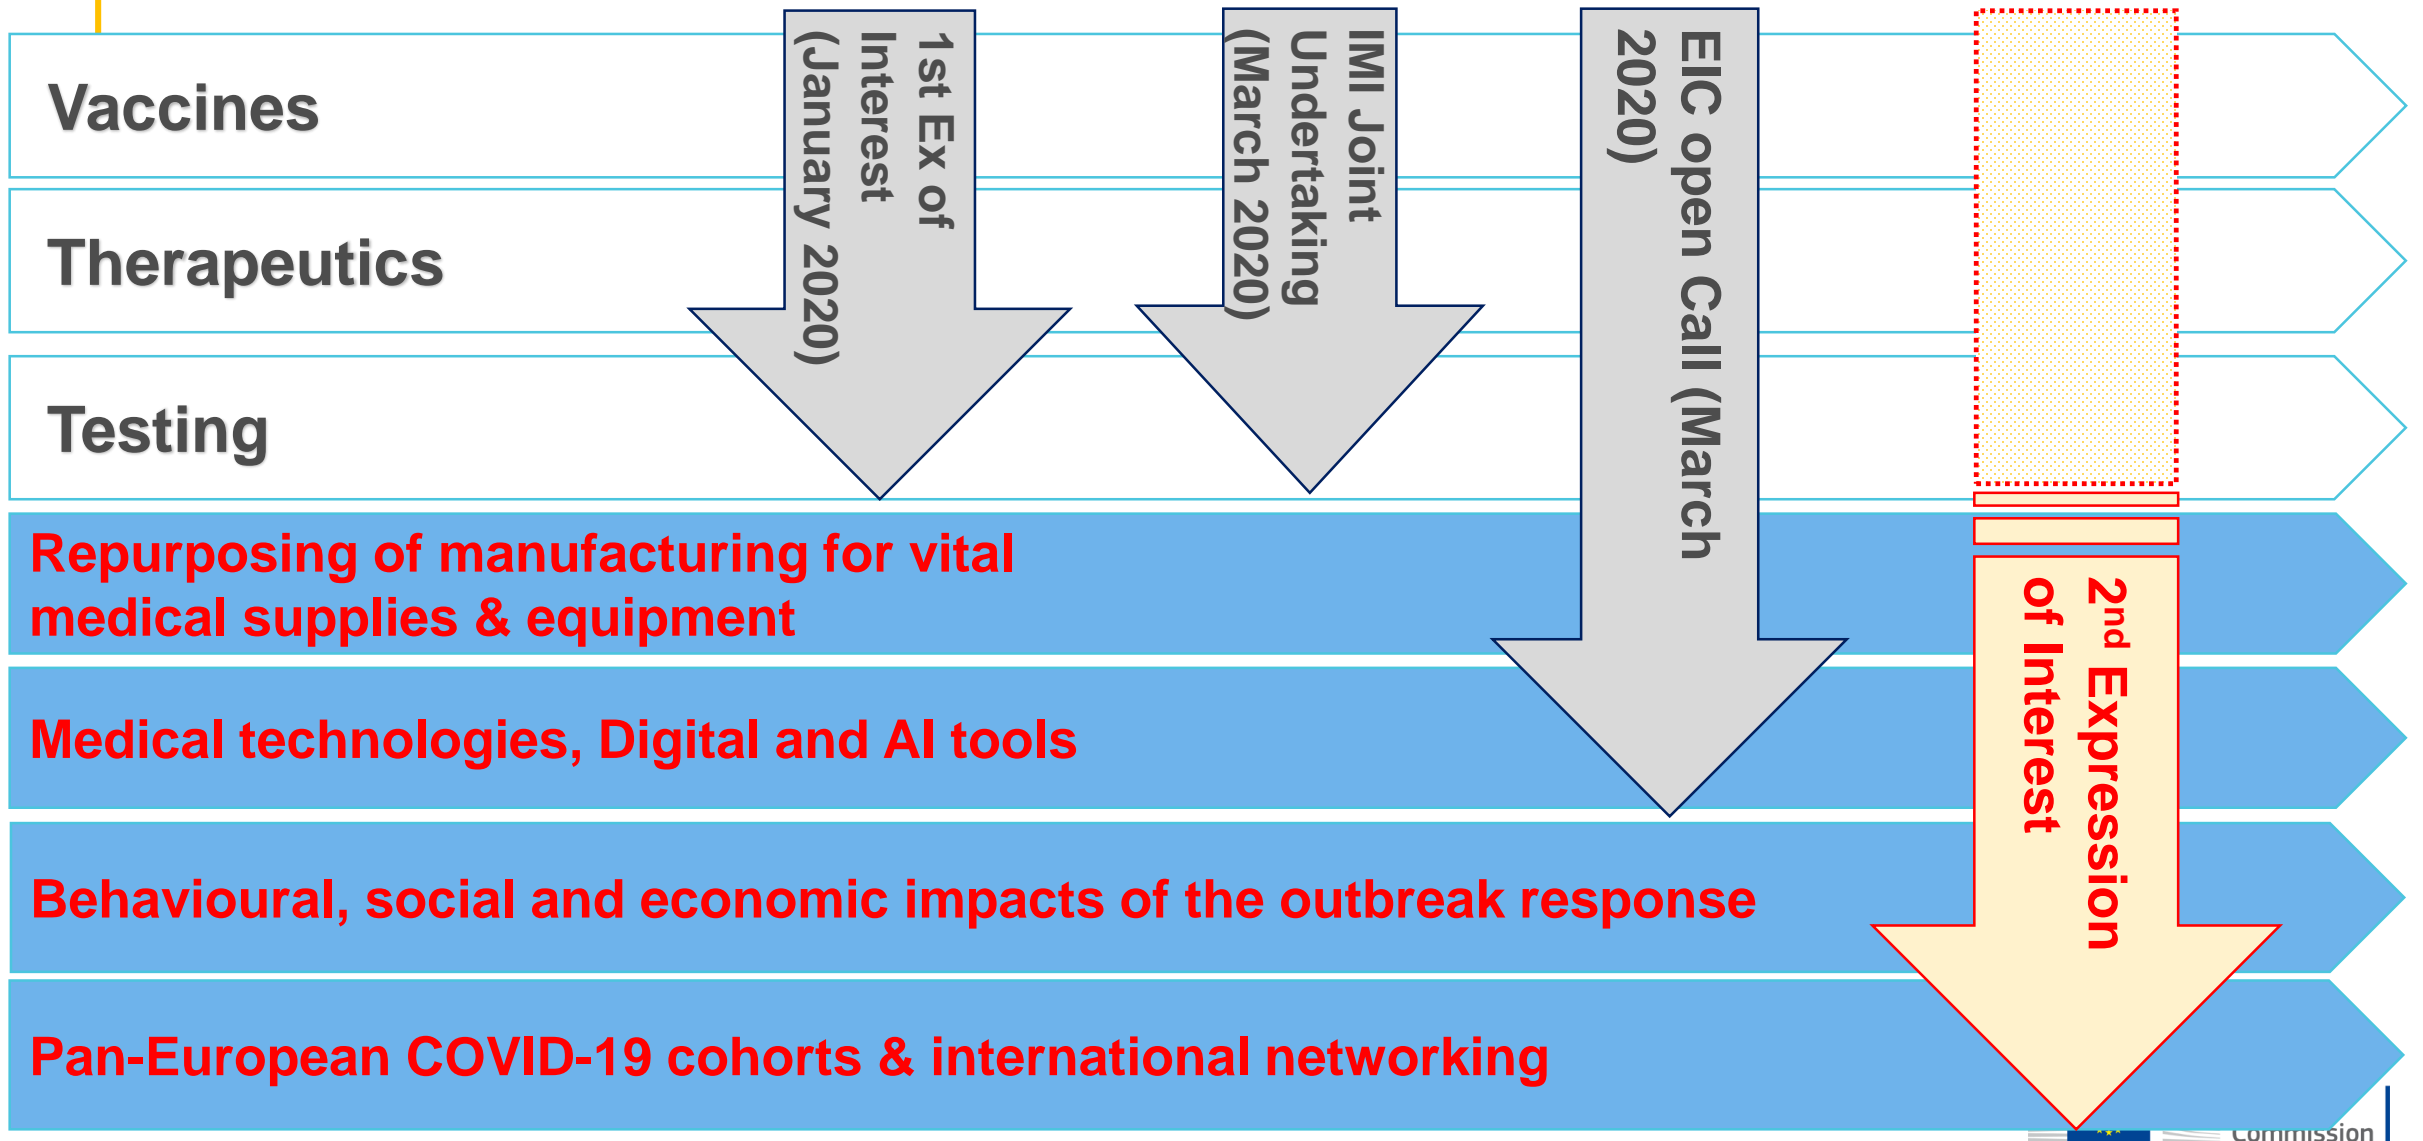 Vaccines
Therapeutics
Testing
Repurposing of manufacturing for vital
medical supplies & equipment
Medical technologies, Digital and AI tools
Behavioural, social and economic impacts of the outbreak response
Pan-European COVID-19 cohorts & international networking
1st Ex of
Interest
(January 2020)
IMI Joint
Undertaking
(March 2020)
EIC open Call (March
2020)
2nd Expression
of Interest
Commission